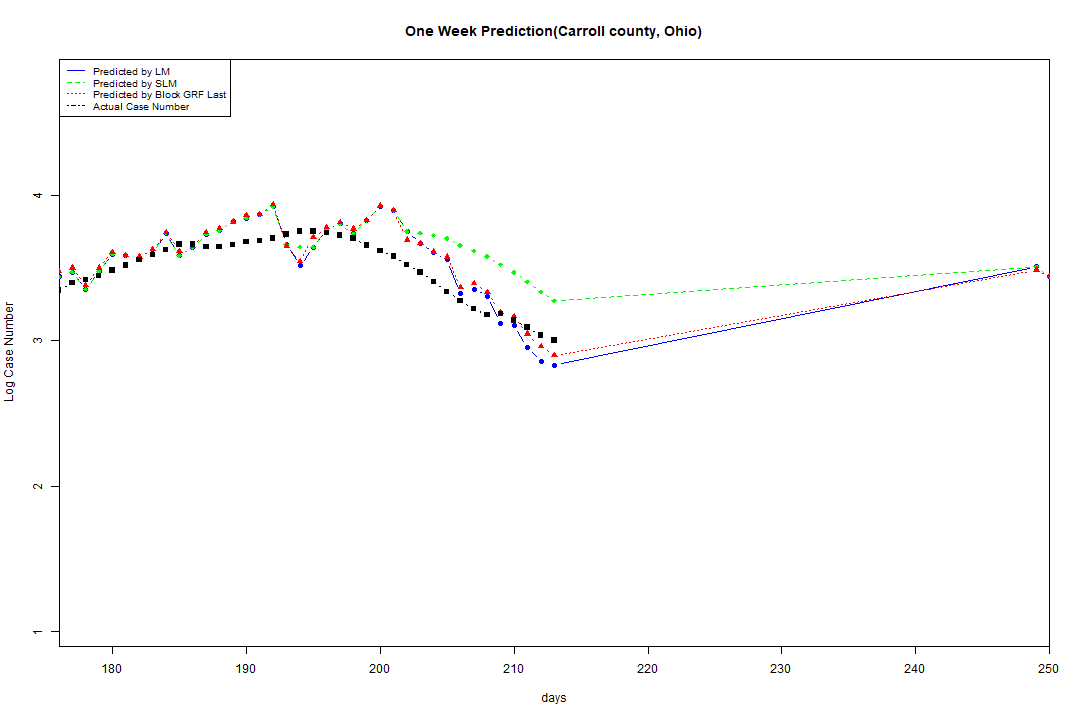 One Week Prediction(Carroll county, Ohio)
Predicted by LM
Predicted by SLM
Predicted by Block GRF Last
Actual Case Number
Log Case Number
4
3
2
1
180 190 200 210 220 230 240 250
days